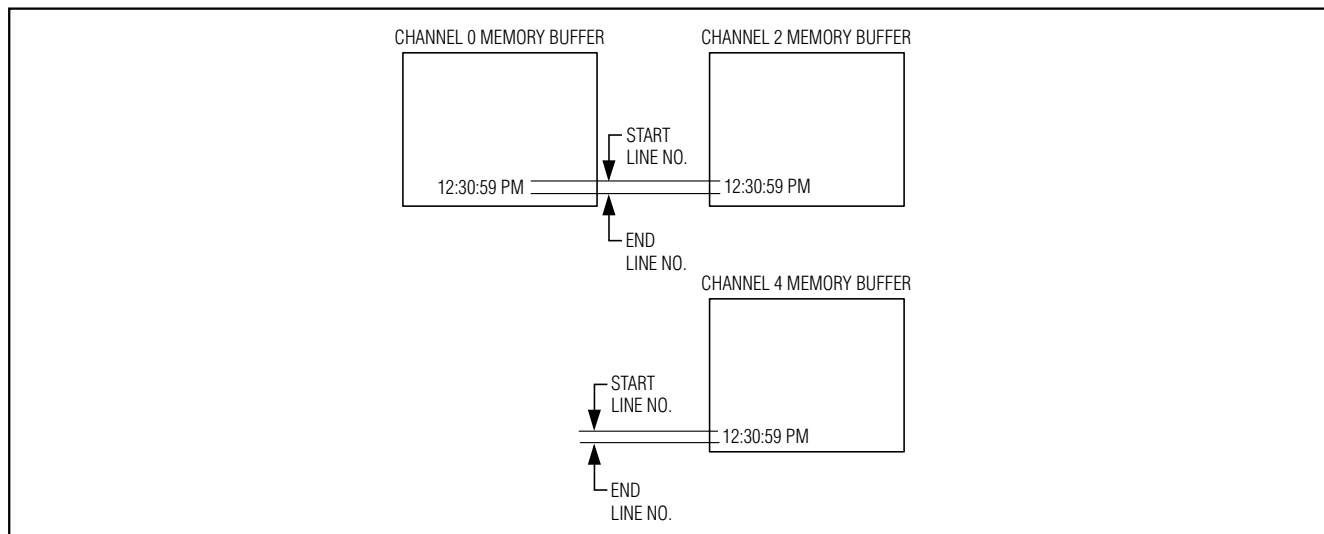 CHANNEL 0 MEMORY BUFFER
CHANNEL 2 MEMORY BUFFER
START
LINE NO.
12:30:59 PM
12:30:59 PM
END
LINE NO.
CHANNEL 4 MEMORY BUFFER
START
LINE NO.
12:30:59 PM
END
LINE NO.